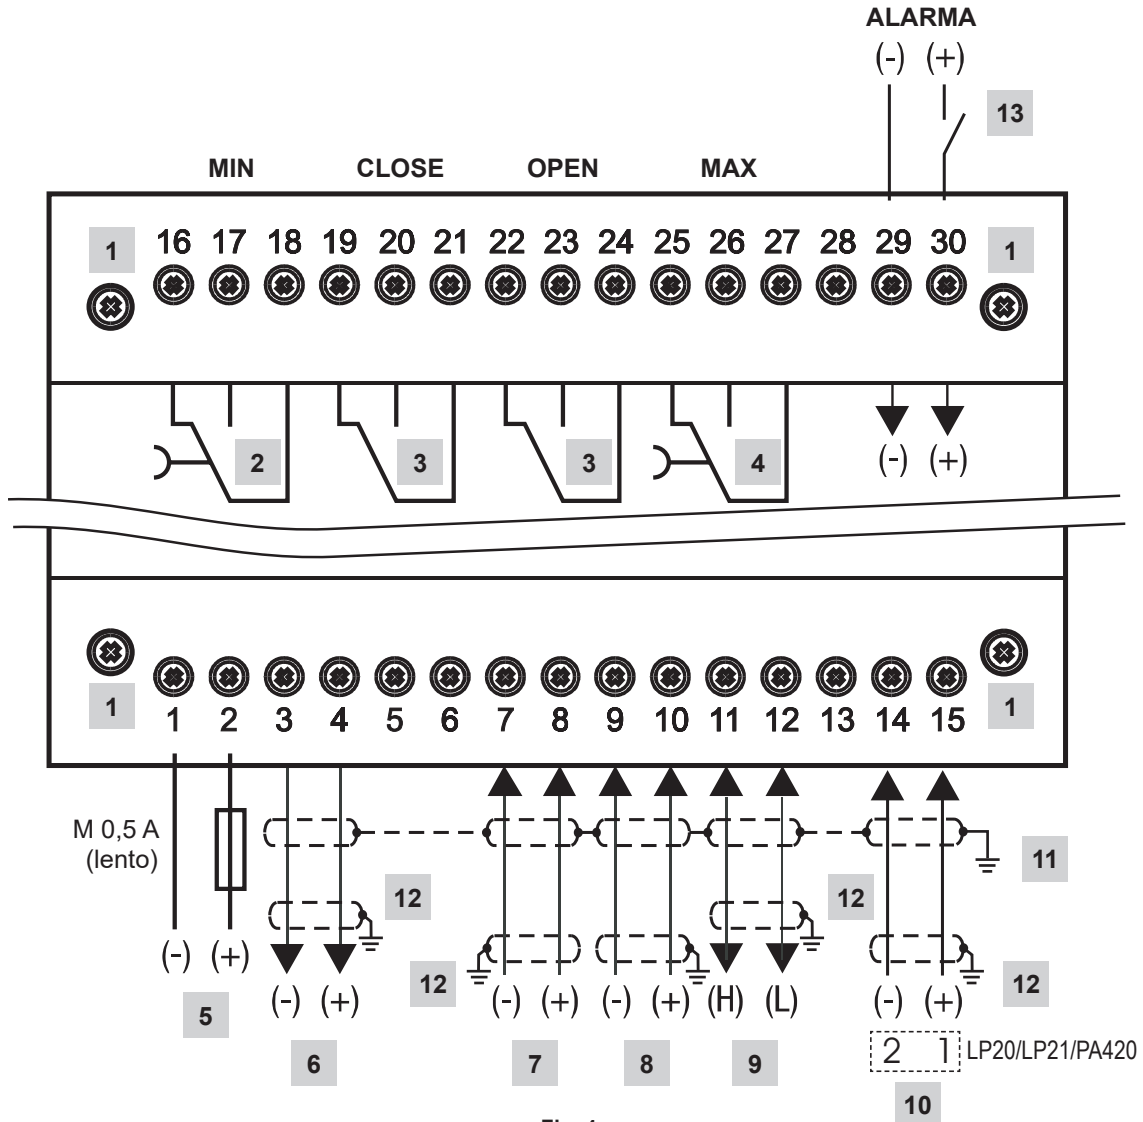 ALARMA
(-) (+)
13
MIN CLOSE OPEN MAX
1 16 17 18 19 20 21 22 23 24 25 26 27 28 29 30 1
2 3 3 4 (-) (+)
1 1 2 3 4 5 6 7 8 9 10 11 12 13 14 15 1
M 0,5 A
(lento)
11
12 12
(-) (+)
12 12
(-) (+) (-) (+) (-) (+) (H) (L) (-) (+)
5
2 1 LP20/LP21/PA420
6 7 8 9
10